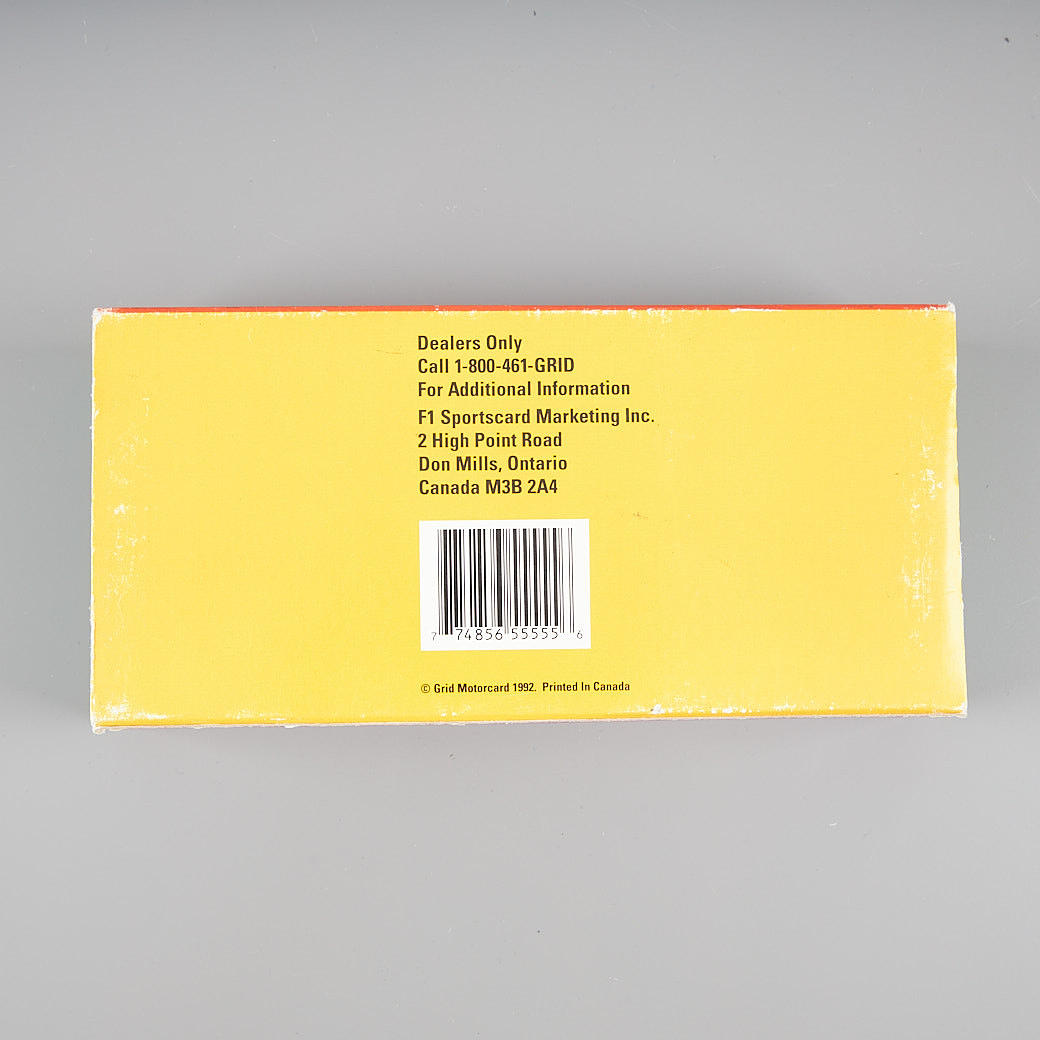 Dealers Only
Call 1-800-461-GRID
For Additional Information
F1 Sportscard Marketing Inc.
2 High Point Road
Don Mills, Ontario
Canada M3B 2A4
7 74856 55555 6
© Grid Motorcard 1992. Printed In Canada